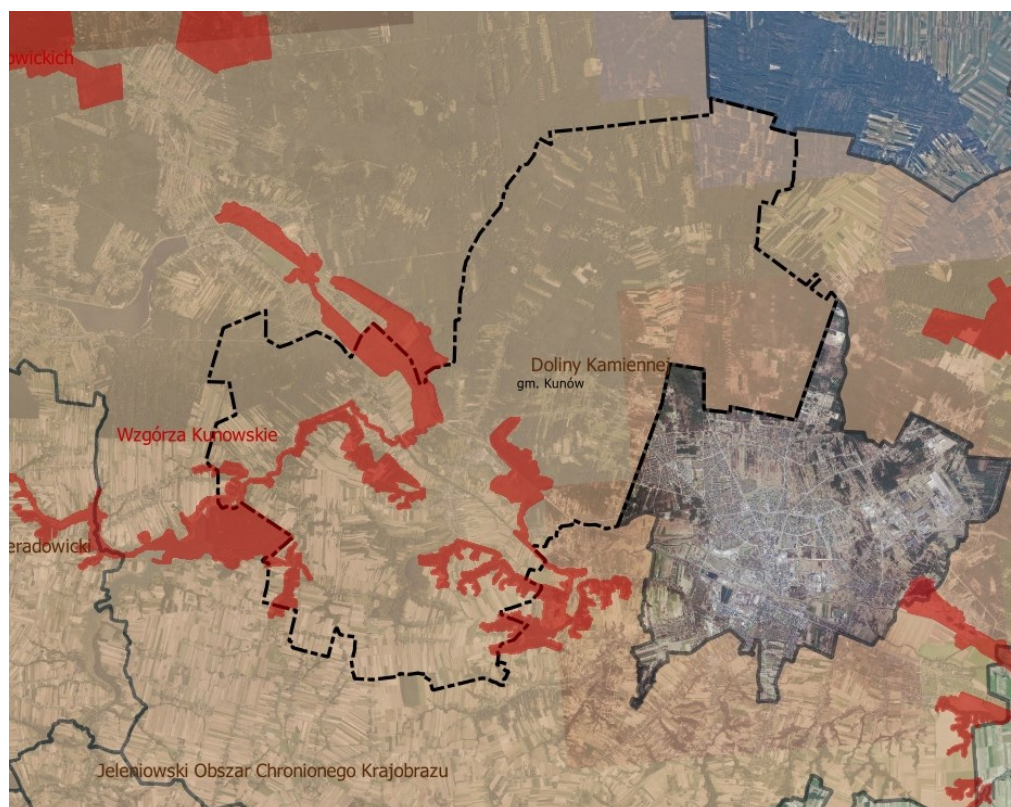 owickich
Doliny Kamiennej
gm. Kunów
Wzgórza Kunowskie
eradowicki
Jeleniowski Obszar Chronionego Krajobrazu